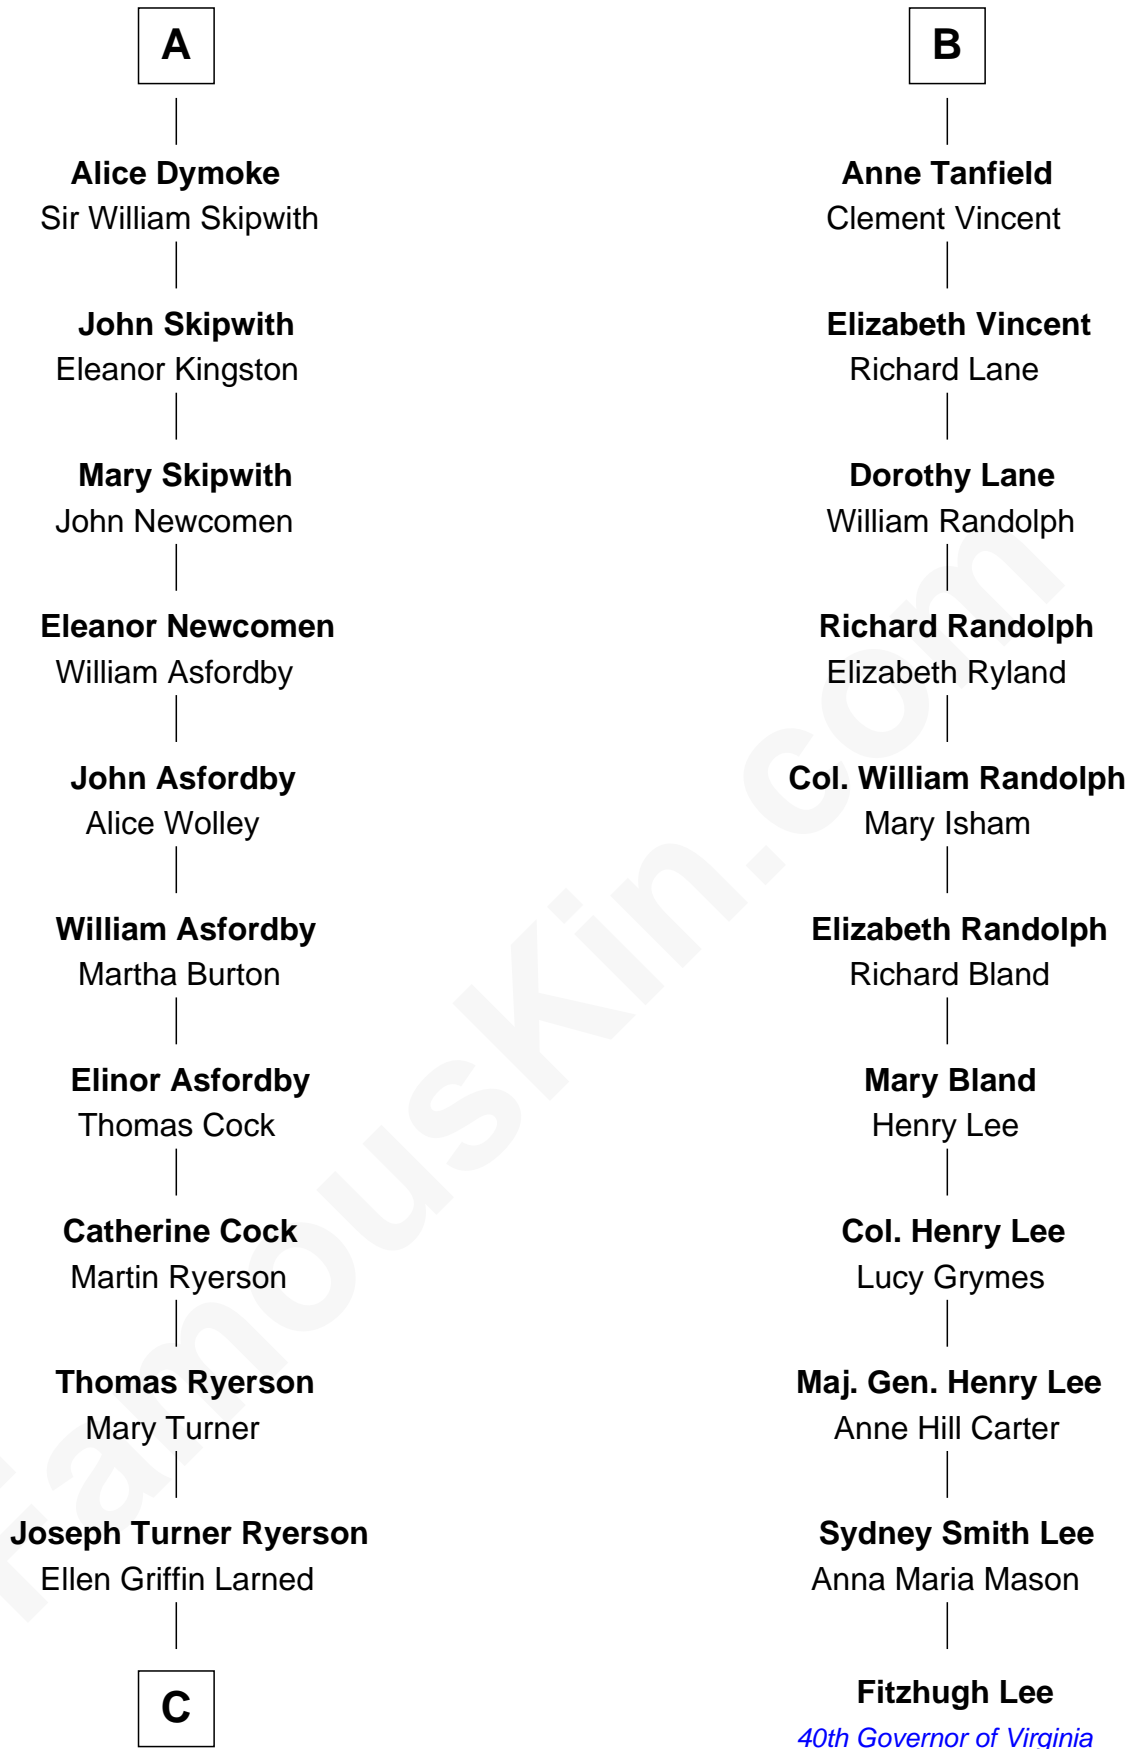 A
Alice Dymoke
Sir William Skipwith
John Skipwith
Eleanor Kingston
Mary Skipwith
John Newcomen
Eleanor Newcomen
William Asfordby
John Asfordby
Alice Wolley
William Asfordby
Martha Burton
Elinor Asfordby
Thomas Cock
Catherine Cock
Martin Ryerson
Thomas Ryerson
Mary Turner
Joseph Turner Ryerson
Ellen Griffin Larned
C
B
Anne Tanfield
Clement Vincent
Elizabeth Vincent
Richard Lane
Dorothy Lane
William Randolph
Richard Randolph
Elizabeth Ryland
Col. William Randolph
Mary Isham
Elizabeth Randolph
Richard Bland
Mary Bland
Henry Lee
Col. Henry Lee
Lucy Grymes
Maj. Gen. Henry Lee
Anne Hill Carter
Sydney Smith Lee
Anna Maria Mason
Fitzhugh Lee
40th Governor of Virginia
FamousKin.com